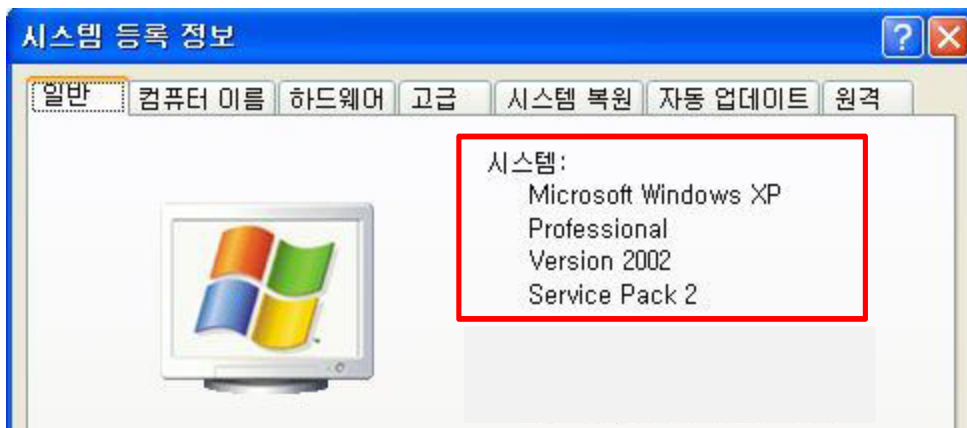 시스템 등록 정보
일반 컴퓨터 이름 하드웨어 고급 시스템 복원 자동 업데이트 원격
시스템:
Microsoft Windows XP
Professional
Version 2002
Service Pack 2